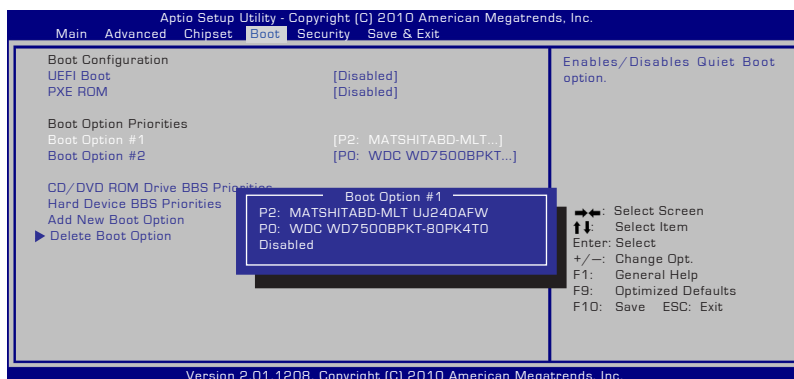 Aptio Setup Utility - Copyright (C) 2010 American Megatrends, Inc.
Main Advanced Chipset Boot Security Save & Exit
Boot Configuration
UEFI Boot [Disabled]
PXE ROM [Disabled]
Boot Option Priorities
Boot Option #1 [P2: MATSHITABD-MLT...]
Boot Option #2 [P0: WDC WD7500BPKT...]
CD/DVD ROM Drive BBS Priorities
Hard Device BBS Priorities
Add New Boot Option
Delete Boot Option
Boot Option #1
P2: MATSHITABD-MLT UJ240AFW
P0: WDC WD7500BPKT-80PK4T0
Disabled
Enables/Disables Quiet Boot
option.
→←: Select Screen
↑↓: Select Item
Enter: Select
+/—: Change Opt.
F1: General Help
F9: Optimized Defaults
F10: Save ESC: Exit
Version 2.01.1208. Copyright (C) 2010 American Megatrends, Inc.